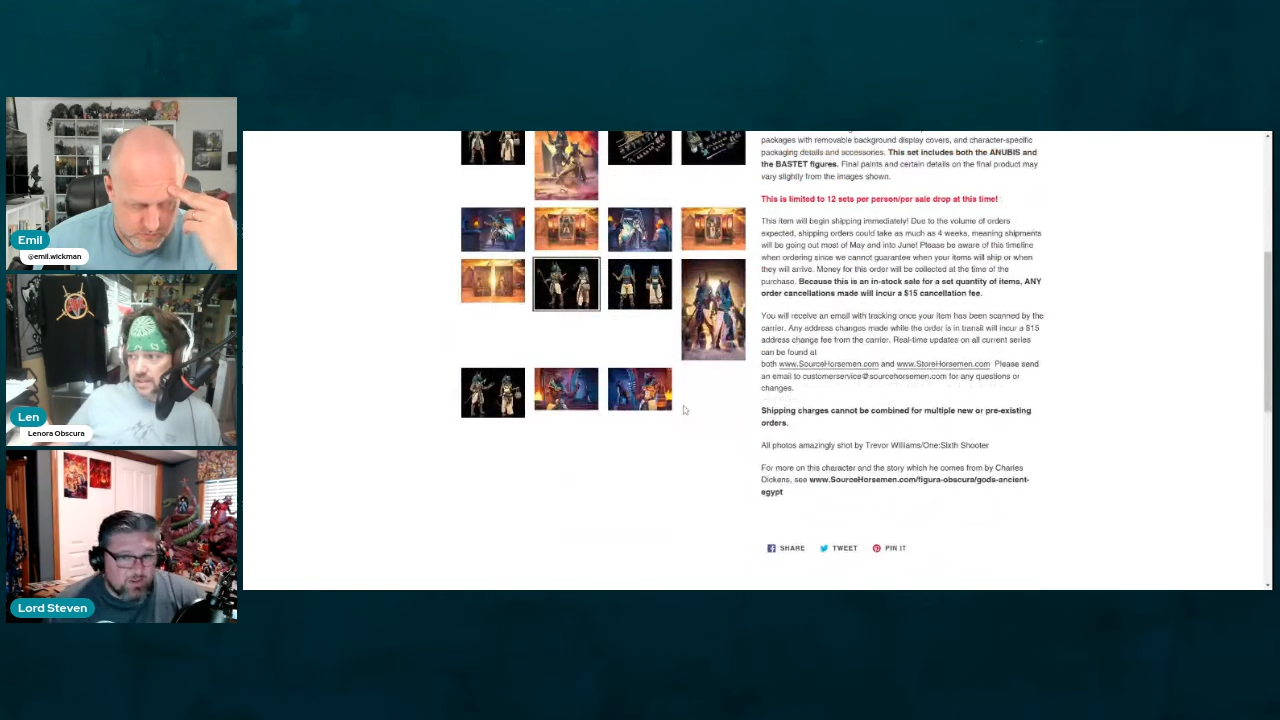 Emil
@emil.wickman
Len
Lenora Obscura
Lord Steven
packages with removable background display covers, and character-specific
packaging details and accessories. This set includes both the ANUBIS and
the BASTET figures. Final paints and certain details on the final product may
vary slightly from the images shown.
This is limited to 12 sets per person/per sale drop at this time!
This item will begin shipping immediately! Due to the volume of orders
expected, shipping orders could take as much as 4 weeks, meaning shipments
will be going out most of May and into June! Please be aware of this timeline
when ordering since we cannot guarantee when your items will ship or when
they will arrive. Money for this order will be collected at the time of the
purchase. Because this is an in-stock sale for a set quantity of items, ANY
order cancellations made will incur a $15 cancellation fee.
You will receive an email with tracking once your item has been scanned by the
carrier. Any address changes made while the order is in transit will incur a $15
address change fee from the carrier. Real-time updates on all current series
can be found at
both www.SourceHorsemen.com and www.StoreHorsemen.com Please send
an email to customerservice@sourcehorsemen.com for any questions or
changes.
Shipping charges cannot be combined for multiple new or pre-existing
orders.
All photos amazingly shot by Trevor Williams/One:Sixth Shooter
For more on this character and the story which he comes from by Charles
Dickens, see www.SourceHorsemen.com/figura-obscura/gods-ancient-
egypt
SHARE TWEET PIN IT